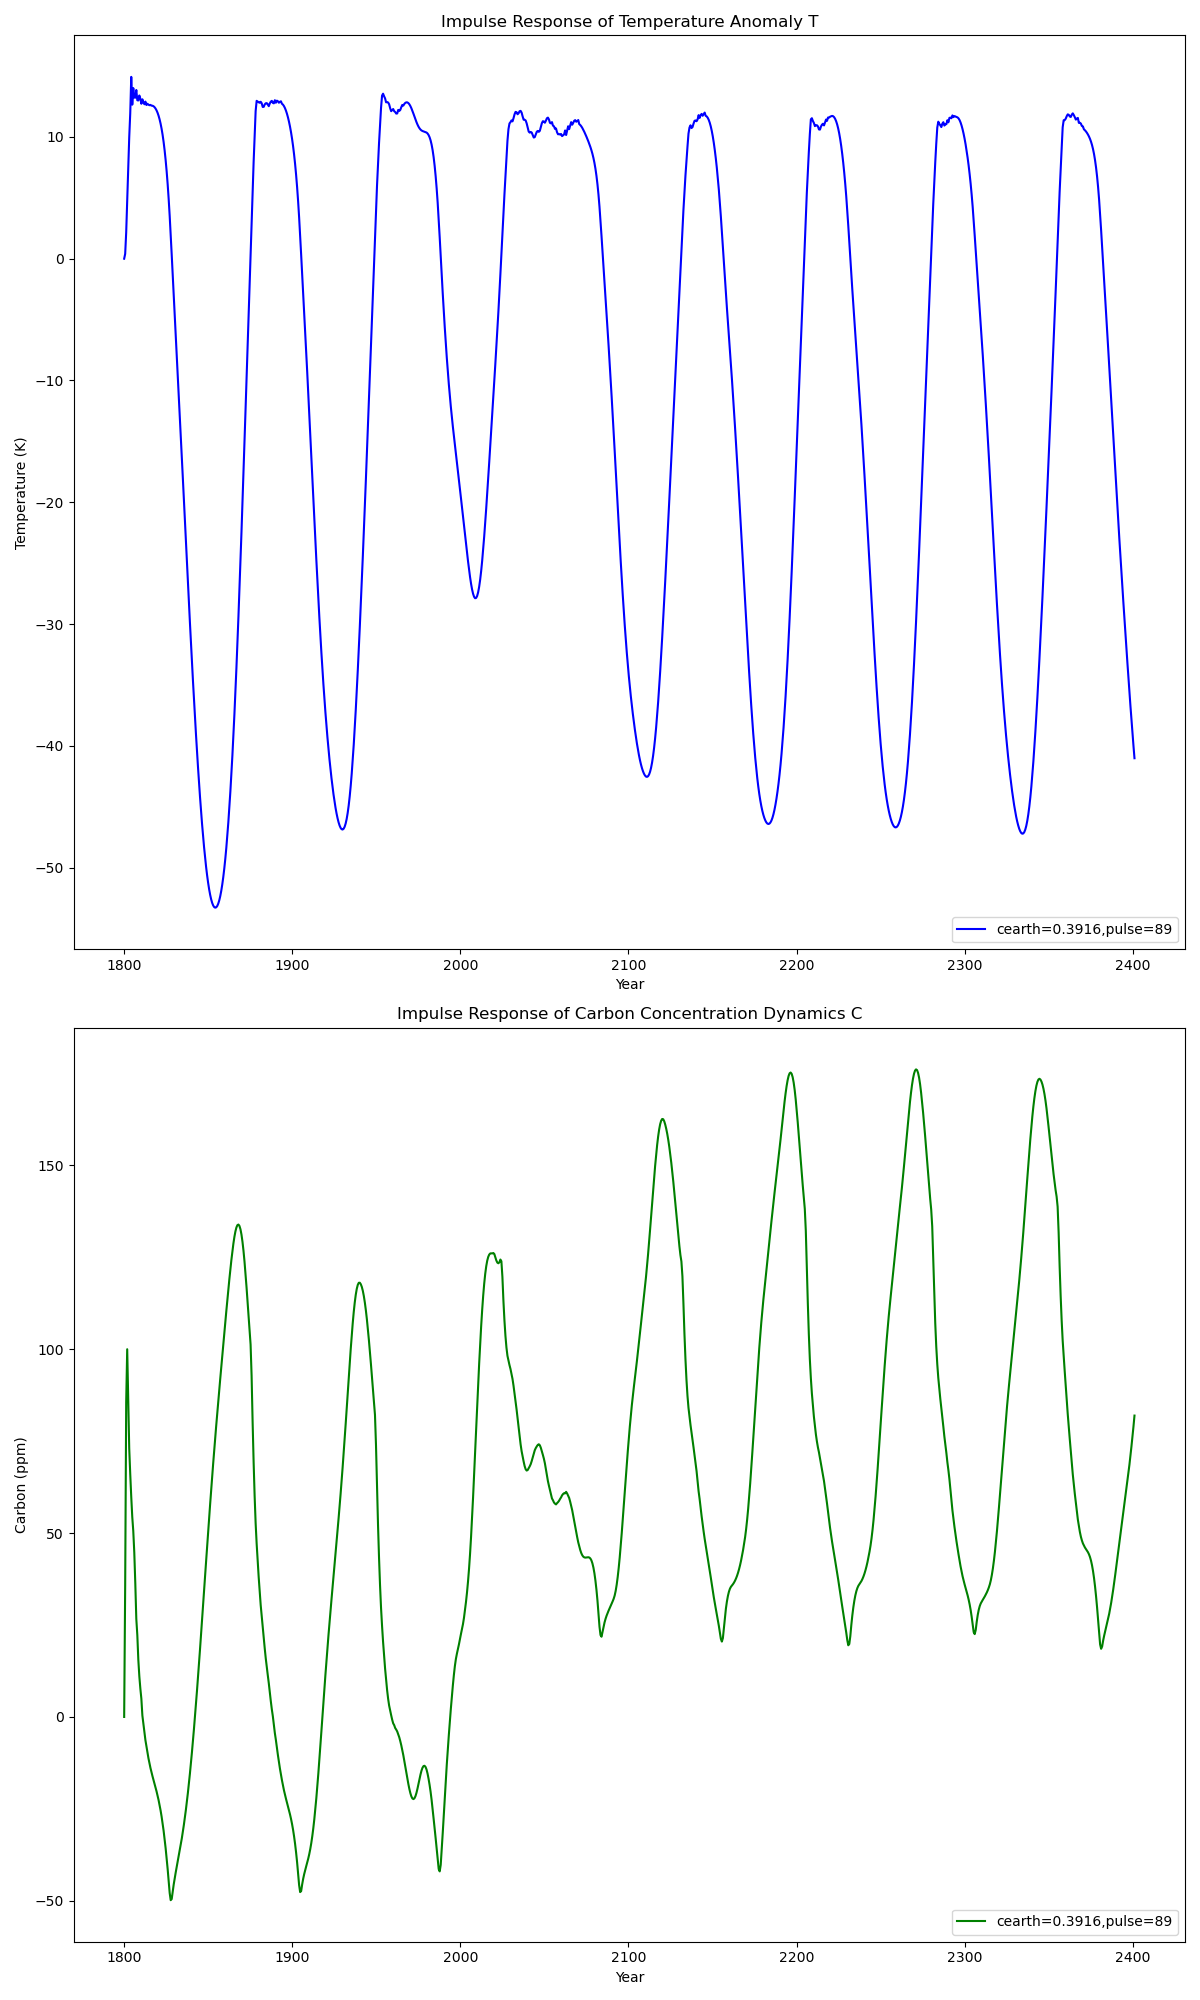 Impulse Response of Temperature Anomaly T
10
0
−10
−20
−30
−40
−50
Temperature (K)
cearth=0.3916,pulse=89
1800 1900 2000 2100 2200 2300 2400
Year
Impulse Response of Carbon Concentration Dynamics C
150
100
50
0
−50
Carbon (ppm)
cearth=0.3916,pulse=89
1800 1900 2000 2100 2200 2300 2400
Year